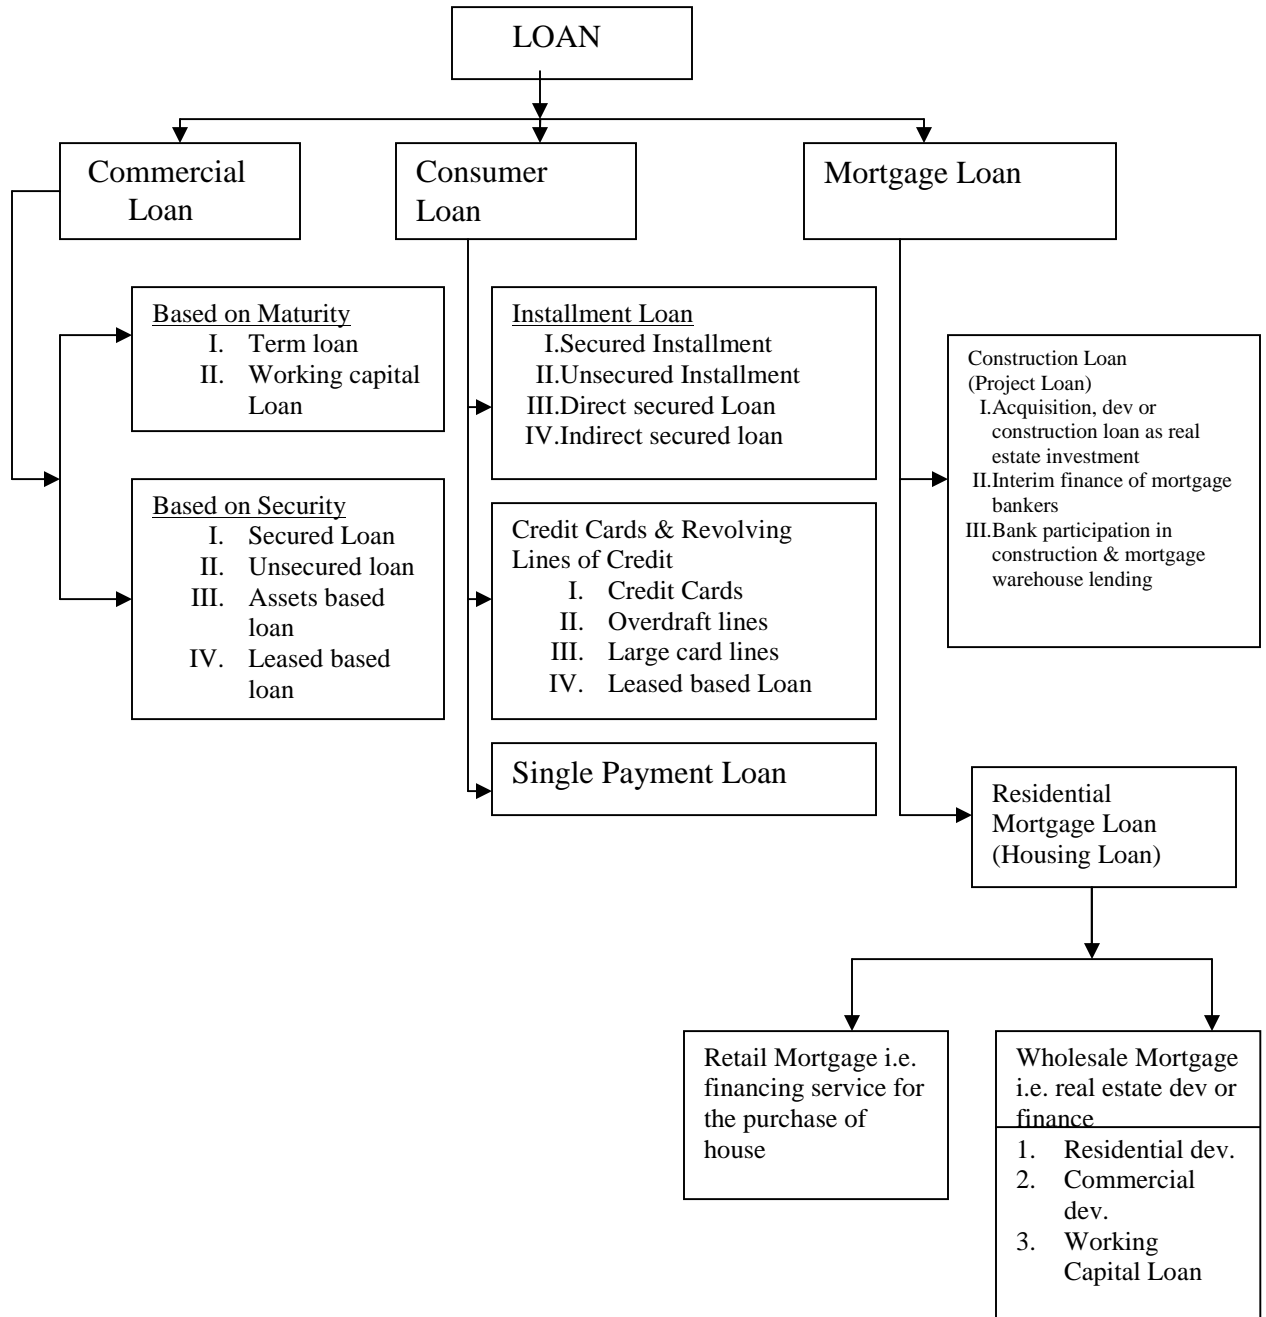 LOAN
Commercial
Loan
Consumer
Loan
Mortgage Loan
Based on Maturity
I. Term loan
II. Working capital
Loan
Based on Security
I. Secured Loan
II. Unsecured loan
III. Assets based
loan
IV. Leased based
loan
Installment Loan
I.Secured Installment
II.Unsecured Installment
III.Direct secured Loan
IV.Indirect secured loan
Credit Cards & Revolving
Lines of Credit
I. Credit Cards
II. Overdraft lines
III. Large card lines
IV. Leased based Loan
Single Payment Loan
Construction Loan
(Project Loan)
I.Acquisition, dev or
construction loan as real
estate investment
II.Interim finance of mortgage
bankers
III.Bank participation in
construction & mortgage
warehouse lending
Residential
Mortgage Loan
(Housing Loan)
Retail Mortgage i.e.
financing service for
the purchase of
house
Wholesale Mortgage
i.e. real estate dev or
finance
1. Residential dev.
2. Commercial
dev.
3. Working
Capital Loan